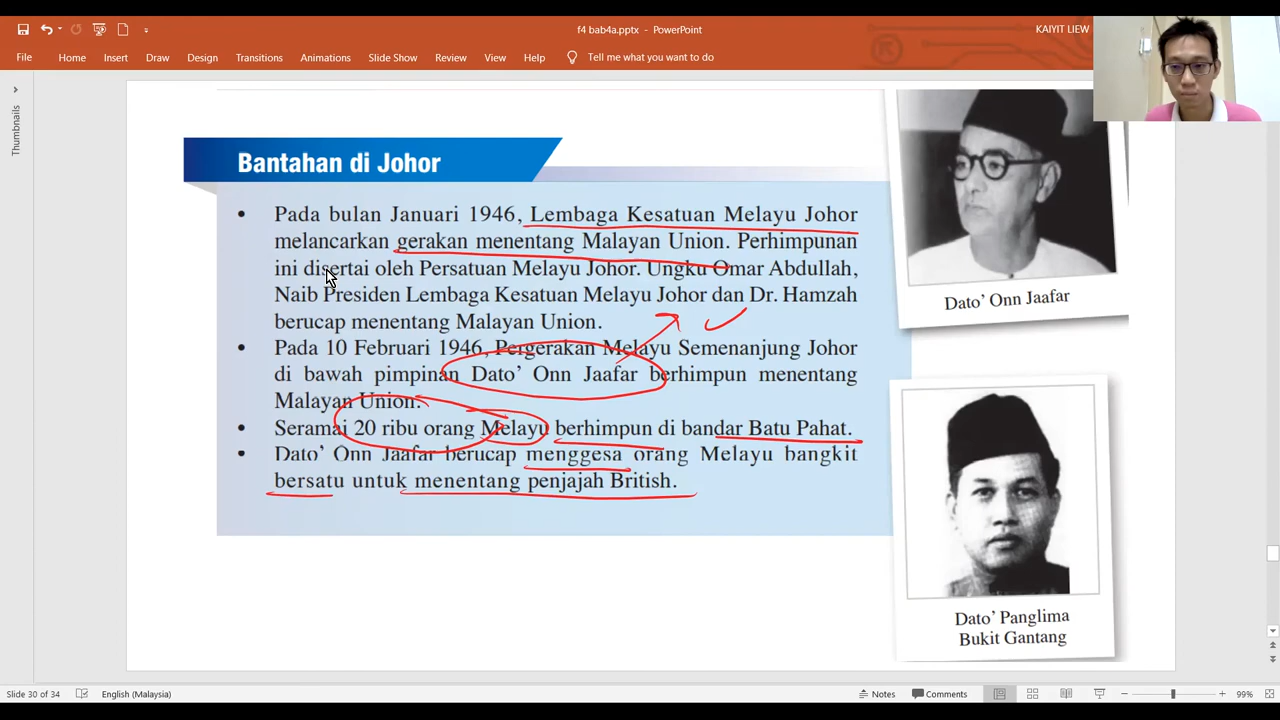 f4 bab4a.pptx - PowerPoint
KAIYIT LIEW
File Home Insert Draw Design Transitions Animations Slide Show Review View Help Tell me what you want to do
Thumbnails
Bantahan di Johor
• Pada bulan Januari 1946, Lembaga Kesatuan Melayu Johor
melancarkan gerakan menentang Malayan Union. Perhimpunan
ini disertai oleh Persatuan Melayu Johor. Ungku Omar Abdullah,
Naib Presiden Lembaga Kesatuan Melayu Johor dan Dr. Hamzah
berucap menentang Malayan Union.
• Pada 10 Februari 1946, Pergerakan Melayu Semenanjung Johor
di bawah pimpinan Dato' Onn Jaafar berhimpun menentang
Malayan Union.
• Seramai 20 ribu orang Melayu berhimpun di bandar Batu Pahat.
• Dato' Onn Jaafar berucap menggesa orang Melayu bangkit
bersatu untuk menentang penjajah British.
Dato' Onn Jaafar
Dato' Panglima
Bukit Gantang
Slide 30 of 34 English (Malaysia) Notes Comments 99%